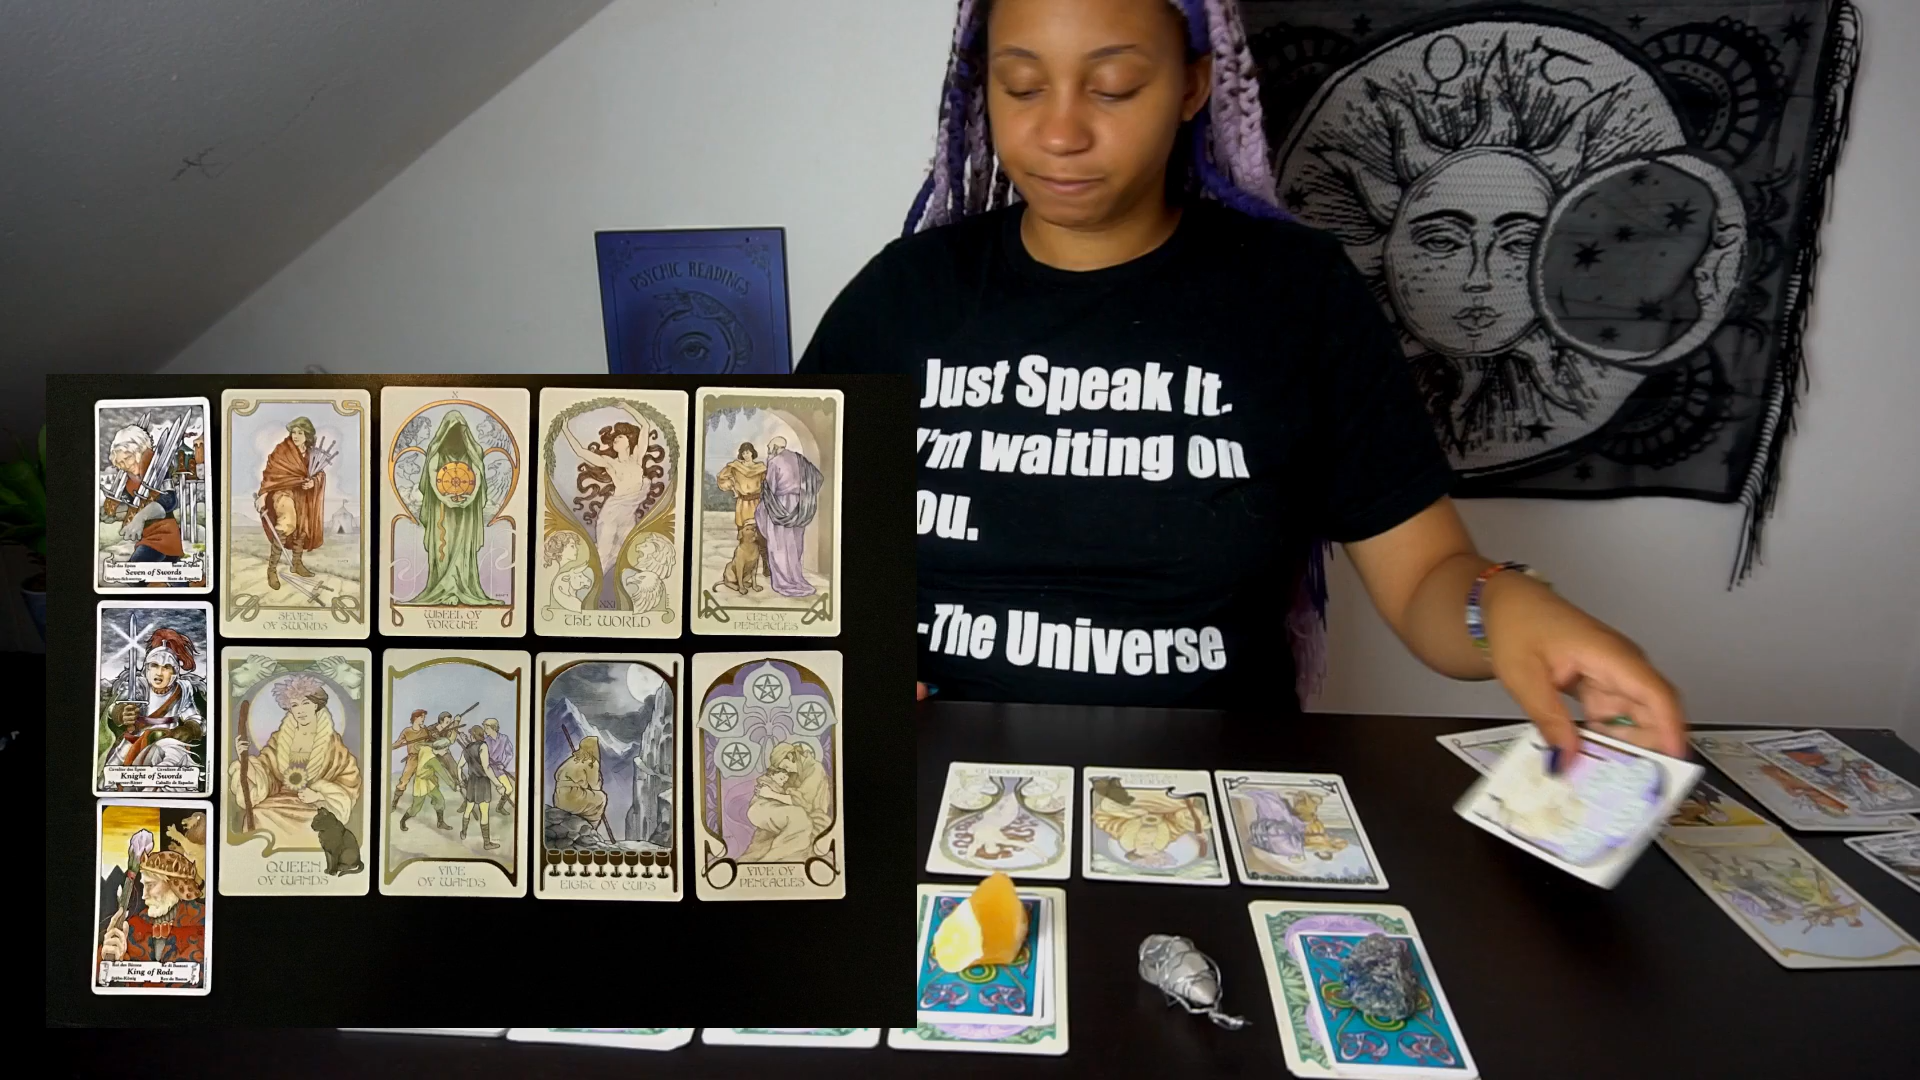 PSYCHIC READINGS
Just Speak It.
I'm waiting on
ou.
-The Universe
Seven of Swords
SEVEN
OF SWORDS
X
WHEEL OF
FORTUNE
XXI
THE WORLD
TEN OF
PENTACLES
Knight of Swords
QUEEN
OF WANDS
FIVE
OF WANDS
EIGHT OF CUPS
FIVE OF
PENTACLES
King of Rods